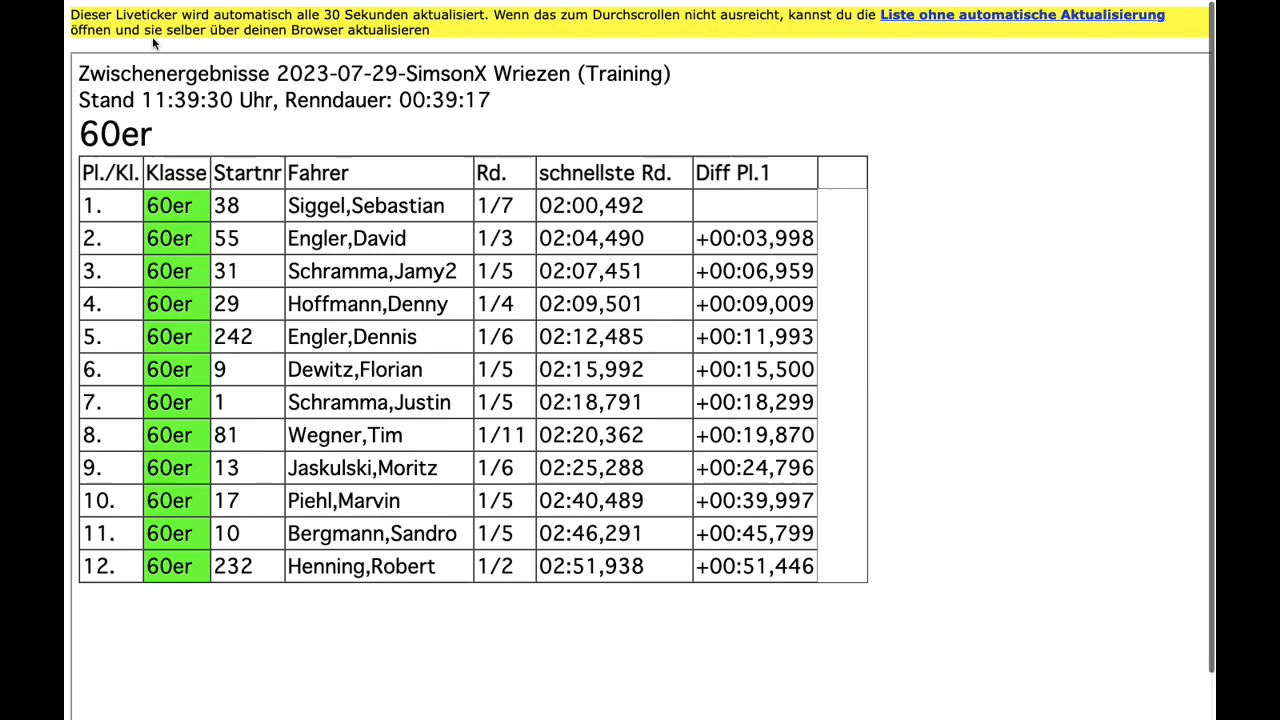 Dieser Liveticker wird automatisch alle 30 Sekunden aktualisiert. Wenn das zum Durchscrollen nicht ausreicht, kannst du die Liste ohne automatische Aktualisierung
öffnen und sie selber über deinen Browser aktualisieren
Zwischenergebnisse 2023-07-29-SimsonX Wriezen (Training)
Stand 11:39:30 Uhr, Renndauer: 00:39:17
60er
Pl./Kl. Klasse Startnr Fahrer Rd. schnellste Rd. Diff Pl.1
1. 60er 38 Siggel,Sebastian 1/7 02:00,492
2. 60er 55 Engler,David 1/3 02:04,490 +00:03,998
3. 60er 31 Schramma,Jamy2 1/5 02:07,451 +00:06,959
4. 60er 29 Hoffmann,Denny 1/4 02:09,501 +00:09,009
5. 60er 242 Engler,Dennis 1/6 02:12,485 +00:11,993
6. 60er 9 Dewitz,Florian 1/5 02:15,992 +00:15,500
7. 60er 1 Schramma,Justin 1/5 02:18,791 +00:18,299
8. 60er 81 Wegner,Tim 1/11 02:20,362 +00:19,870
9. 60er 13 Jaskulski,Moritz 1/6 02:25,288 +00:24,796
10. 60er 17 Piehl,Marvin 1/5 02:40,489 +00:39,997
11. 60er 10 Bergmann,Sandro 1/5 02:46,291 +00:45,799
12. 60er 232 Henning,Robert 1/2 02:51,938 +00:51,446